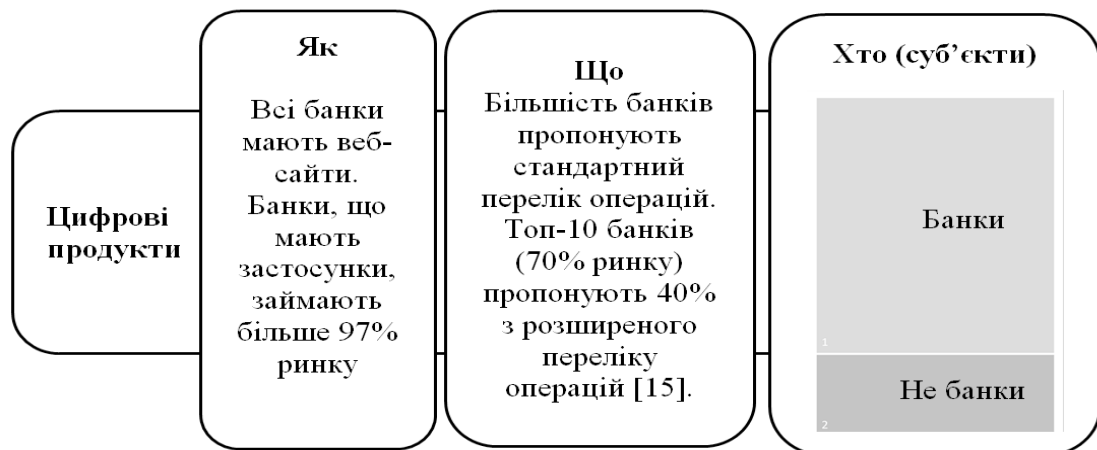 Цифрові
продукти
Як
Всі банки
мають веб-
сайти.
Банки, що
мають
застосунки,
займають
більше 97%
ринку
Що
Більшість банків
пропонують
стандартний
перелік операцій.
Топ-10 банків
(70% ринку)
пропонують 40%
з розширеного
переліку
операцій [15].
Хто (суб’єкти)
Банки
1
Не банки
2